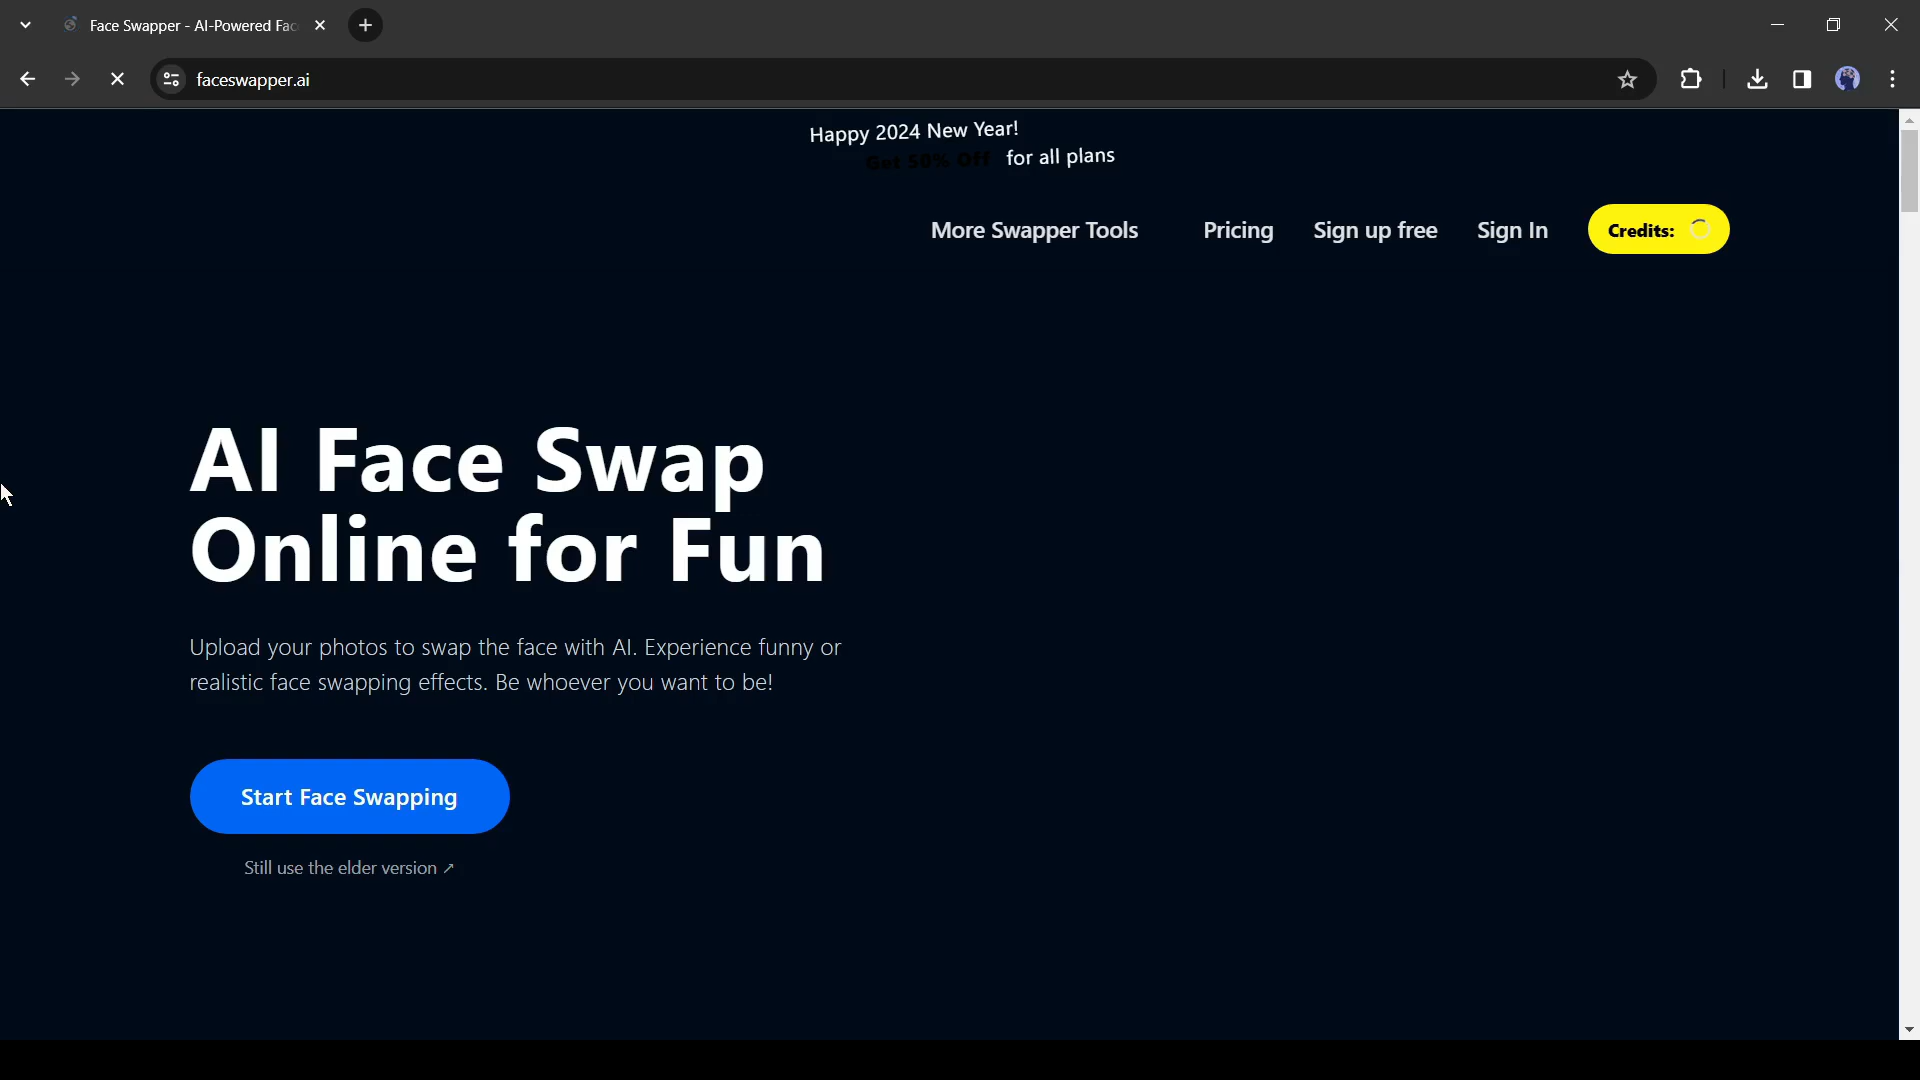 Face Swapper - AI-Powered Fac
faceswapper.ai
Happy 2024 New Year!
Get 50% Off for all plans
More Swapper Tools Pricing Sign up free Sign In Credits:
AI Face Swap
Online for Fun
Upload your photos to swap the face with AI. Experience funny or
realistic face swapping effects. Be whoever you want to be!
Start Face Swapping
Still use the elder version ↗